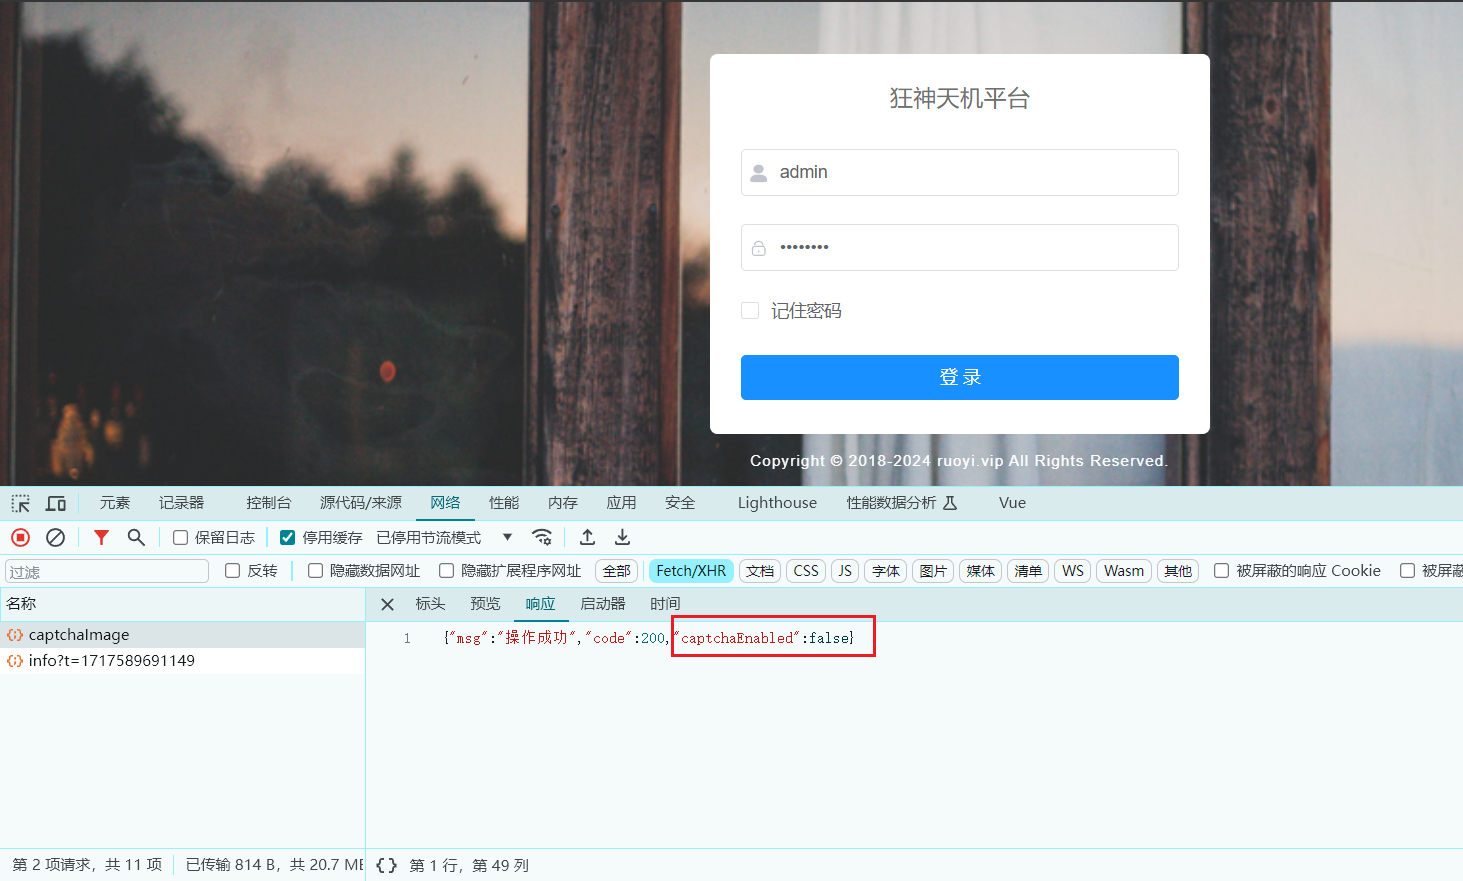 狂神天机平台
admin
••••••••
记住密码
登录
Copyright © 2018-2024 ruoyi.vip All Rights Reserved.
元素 记录器 控制台 源代码/来源 网络 性能 内存 应用 安全 Lighthouse 性能数据分析 Vue
保留日志 停用缓存 已停用节流模式
过滤 反转 隐藏数据网址 隐藏扩展程序网址 全部 Fetch/XHR 文档 CSS JS 字体 图片 媒体 清单 WS Wasm 其他 被屏蔽的响应 Cookie 被屏蔽
名称 标头 预览 响应 启动器 时间
captchaImage
1 {"msg":"操作成功","code":200,"captchaEnabled":false}
info?t=1717589691149
第 2 项请求，共 11 项 已传输 814 B，共 20.7 ME {} 第 1 行，第 49 列